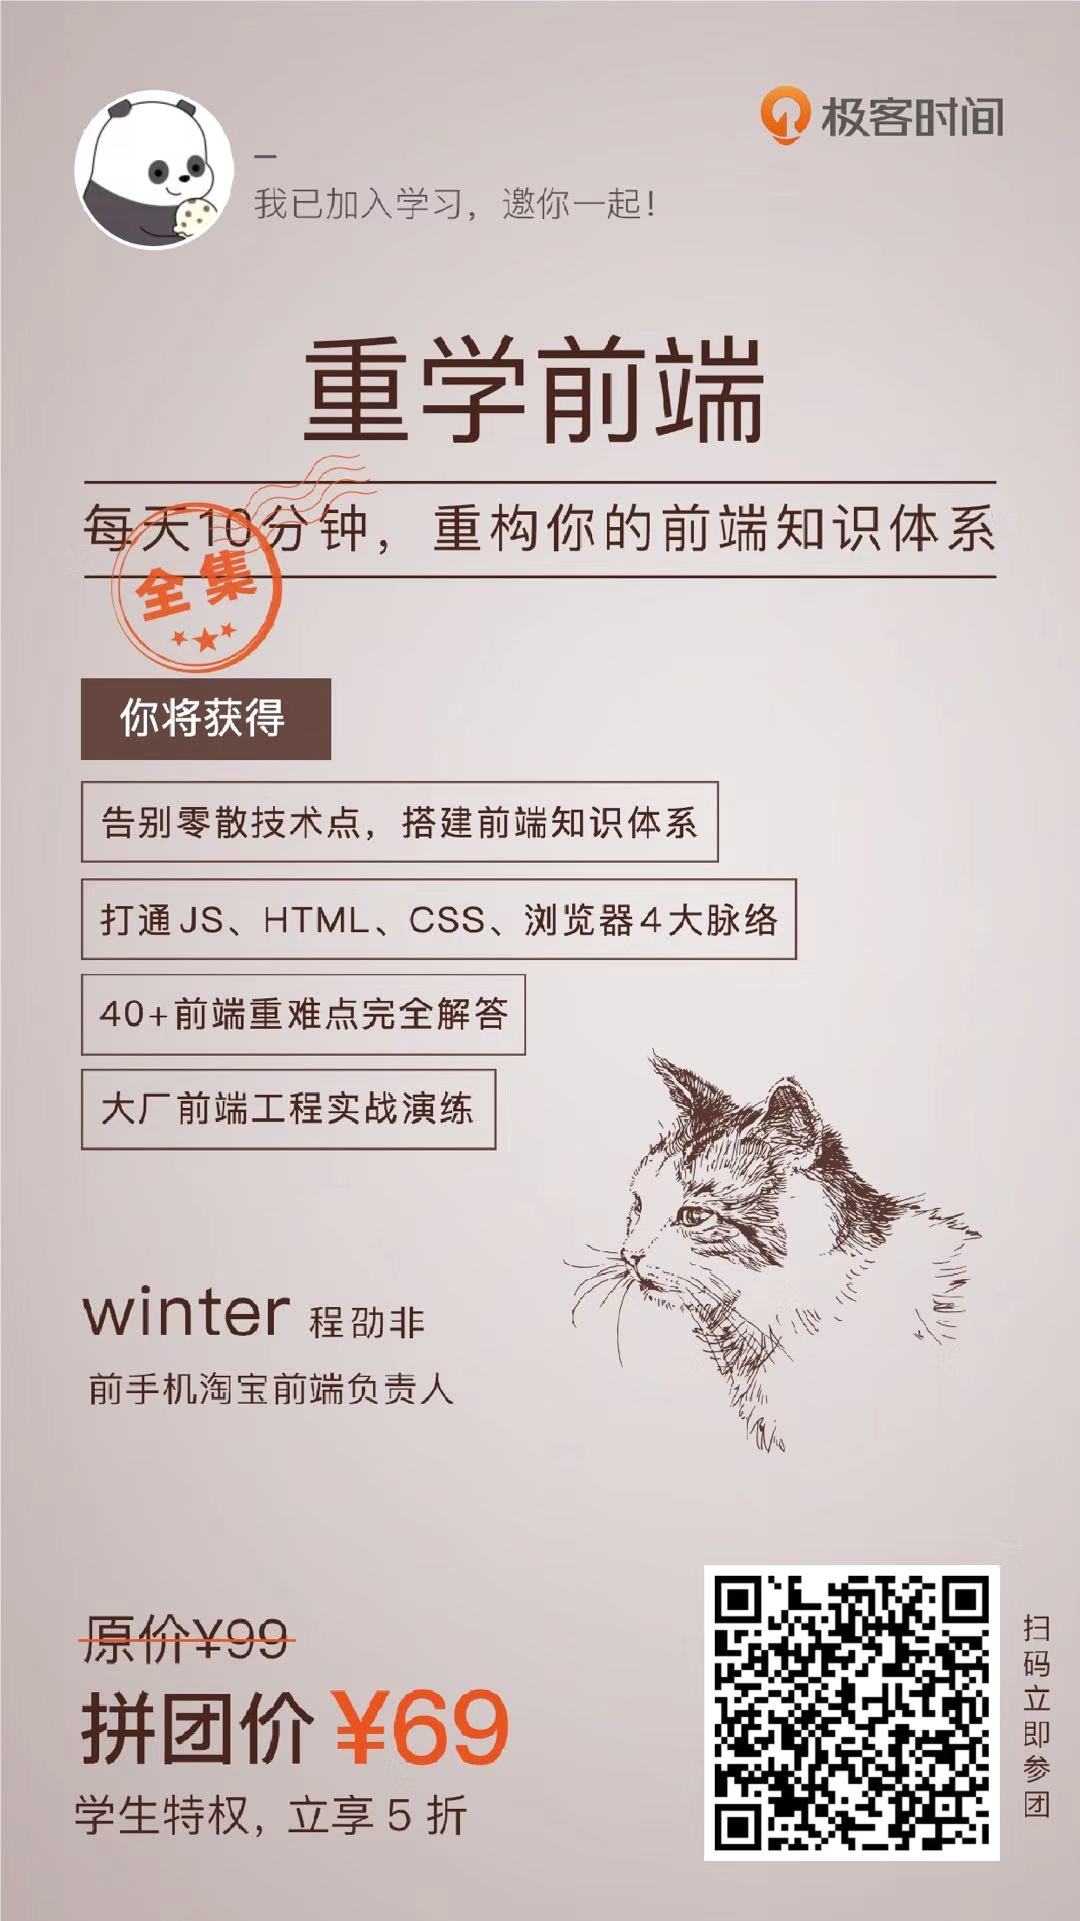 极客时间
–
我已加入学习，邀你一起！
重学前端
每天10分钟，重构你的前端知识体系
全集
你将获得
告别零散技术点，搭建前端知识体系
打通JS、HTML、CSS、浏览器4大脉络
40+前端重难点完全解答
大厂前端工程实战演练
winter 程劭非
前手机淘宝前端负责人
原价¥99
拼团价 ¥69
学生特权，立享 5 折
扫码立即参团